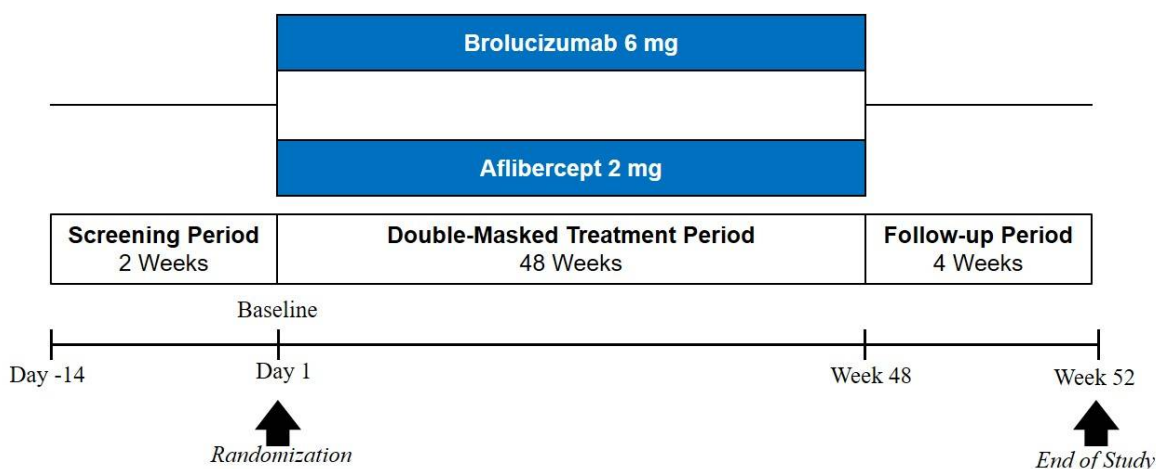 Brolucizumab 6 mg
Aflibercept 2 mg
Screening Period
2 Weeks
Double-Masked Treatment Period
48 Weeks
Follow-up Period
4 Weeks
Baseline
Day -14
Day 1
Week 48
Week 52
Randomization
End of Study